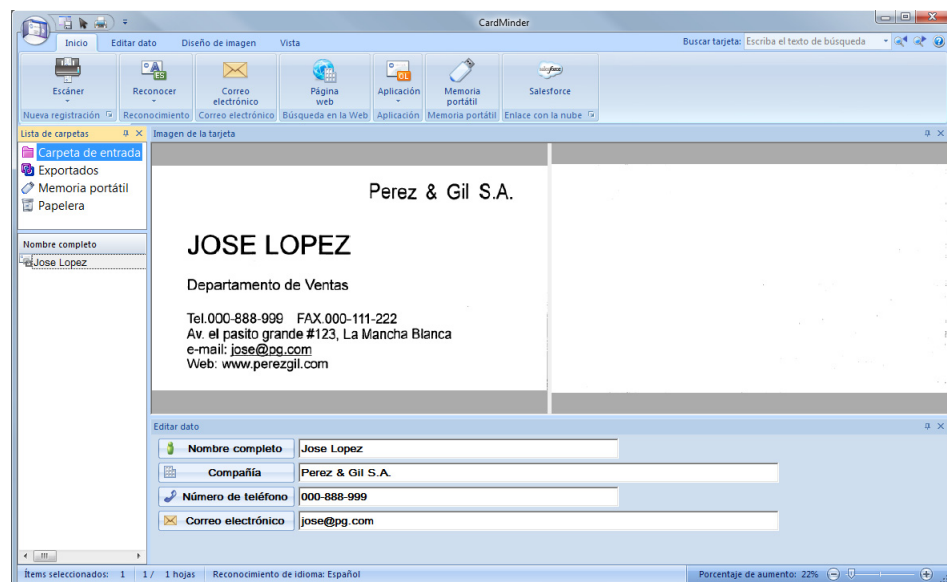 CardMinder
Inicio Editar dato Diseño de imagen Vista Buscar tarjeta: Escriba el texto de búsqueda
Escáner Reconocer Correo electrónico Página web Aplicación Memoria portátil Salesforce
Nueva registración Reconocimiento Correo electrónico Búsqueda en la Web Aplicación Memoria portátil Enlace con la nube
Lista de carpetas
Carpeta de entrada
Exportados
Memoria portátil
Papelera
Nombre completo
Jose Lopez
Imagen de la tarjeta
Perez & Gil S.A.
JOSE LOPEZ
Departamento de Ventas
Tel.000-888-999 FAX.000-111-222
Av. el pasito grande #123, La Mancha Blanca
e-mail: jose@pg.com
Web: www.perezgil.com
Editar dato
Nombre completo Jose Lopez
Compañía Perez & Gil S.A.
Número de teléfono 000-888-999
Correo electrónico jose@pg.com
Ítems seleccionados: 1 1 / 1 hojas Reconocimiento de idioma: Español Porcentaje de aumento: 22%